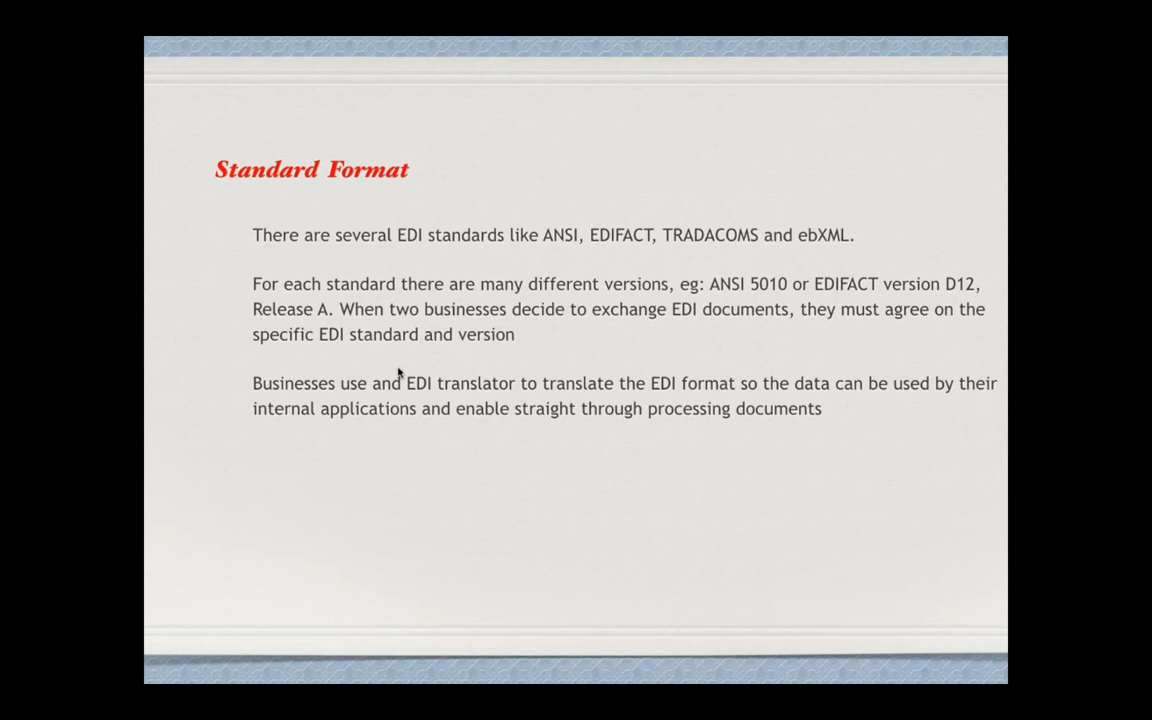 Standard Format
There are several EDI standards like ANSI, EDIFACT, TRADACOMS and ebXML.
For each standard there are many different versions, eg: ANSI 5010 or EDIFACT version D12,
Release A. When two businesses decide to exchange EDI documents, they must agree on the
specific EDI standard and version
Businesses use and EDI translator to translate the EDI format so the data can be used by their
internal applications and enable straight through processing documents